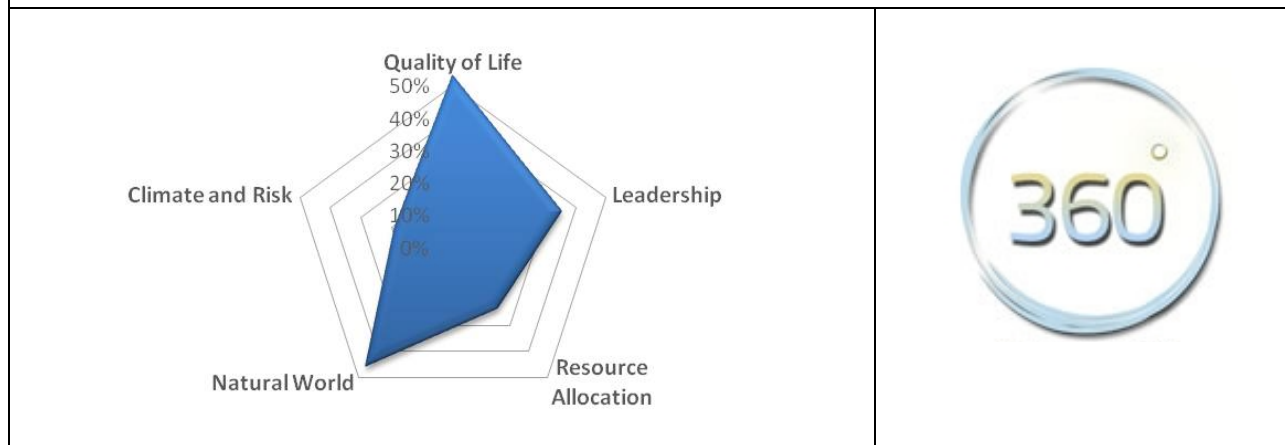 Quality of Life
50%
40%
30%
20%
10%
0%
Climate and Risk
Leadership
Natural World
Resource
Allocation
360°